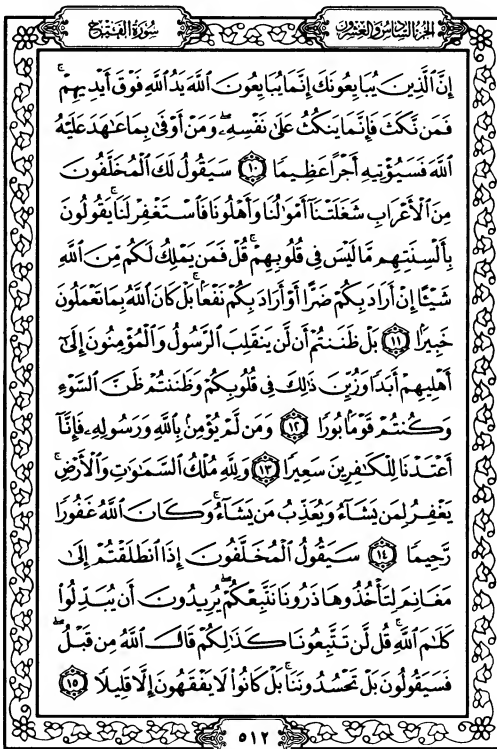 سُورَةُ الْفَتْحِ
الجزء السادس والعشرين
إِنَّ ٱلَّذِينَ يُبَايِعُونَكَ إِنَّمَا يُبَايِعُونَ ٱللَّهَ يَدُ ٱللَّهِ فَوْقَ أَيْدِيهِمْۚ
فَمَن نَّكَثَ فَإِنَّمَا يَنكُثُ عَلَىٰ نَفْسِهِۦۖ وَمَنْ أَوْفَىٰ بِمَا عَٰهَدَ عَلَيْهُ
ٱللَّهَ فَسَيُؤْتِيهِ أَجْرًا عَظِيمًا ١٠ سَيَقُولُ لَكَ ٱلْمُخَلَّفُونَ
مِنَ ٱلْأَعْرَابِ شَغَلَتْنَآ أَمْوَٰلُنَا وَأَهْلُونَا فَٱسْتَغْفِرْ لَنَاۚ يَقُولُونَ
بِأَلْسِنَتِهِم مَّا لَيْسَ فِى قُلُوبِهِمْۚ قُلْ فَمَن يَمْلِكُ لَكُم مِّنَ ٱللَّهِ
شَيْـًٔا إِنْ أَرَادَ بِكُمْ ضَرًّا أَوْ أَرَادَ بِكُمْ نَفْعَۢاۚ بَلْ كَانَ ٱللَّهُ بِمَا تَعْمَلُونَ
خَبِيرًۢا ١١ بَلْ ظَنَنتُمْ أَن لَّن يَنقَلِبَ ٱلرَّسُولُ وَٱلْمُؤْمِنُونَ إِلَىٰٓ
أَهْلِيهِمْ أَبَدًا وَزُيِّنَ ذَٰلِكَ فِى قُلُوبِكُمْ وَظَنَنتُمْ ظَنَّ ٱلسَّوْءِ
وَكُنتُمْ قَوْمًۢا بُورًا ١٢ وَمَن لَّمْ يُؤْمِنۢ بِٱللَّهِ وَرَسُولِهِۦ فَإِنَّآ
أَعْتَدْنَا لِلْكَٰفِرِينَ سَعِيرًا ١٣ وَلِلَّهِ مُلْكُ ٱلسَّمَٰوَٰتِ وَٱلْأَرْضِۚ
يَغْفِرُ لِمَن يَشَآءُ وَيُعَذِّبُ مَن يَشَآءُۚ وَكَانَ ٱللَّهُ غَفُورًا
رَّحِيمًا ١٤ سَيَقُولُ ٱلْمُخَلَّفُونَ إِذَا ٱنطَلَقْتُمْ إِلَىٰ
مَغَانِمَ لِتَأْخُذُوهَا ذَرُونَا نَتَّبِعْكُمْۖ يُرِيدُونَ أَن يُبَدِّلُوا۟
كَلَٰمَ ٱللَّهِۚ قُل لَّن تَتَّبِعُونَا كَذَٰلِكُمْ قَالَ ٱللَّهُ مِن قَبْلُۖ
فَسَيَقُولُونَ بَلْ تَحْسُدُونَنَاۚ بَلْ كَانُوا۟ لَا يَفْقَهُونَ إِلَّا قَلِيلًا ١٥
٥١٢